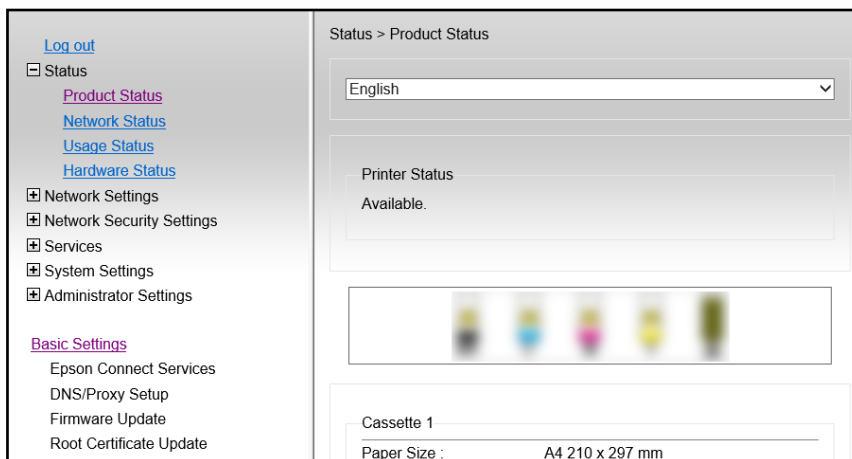 Log out
Status
Product Status
Network Status
Usage Status
Hardware Status
Network Settings
Network Security Settings
Services
System Settings
Administrator Settings
Basic Settings
Epson Connect Services
DNS/Proxy Setup
Firmware Update
Root Certificate Update
Status > Product Status
English
Printer Status
Available.
Cassette 1
Paper Size : A4 210 x 297 mm